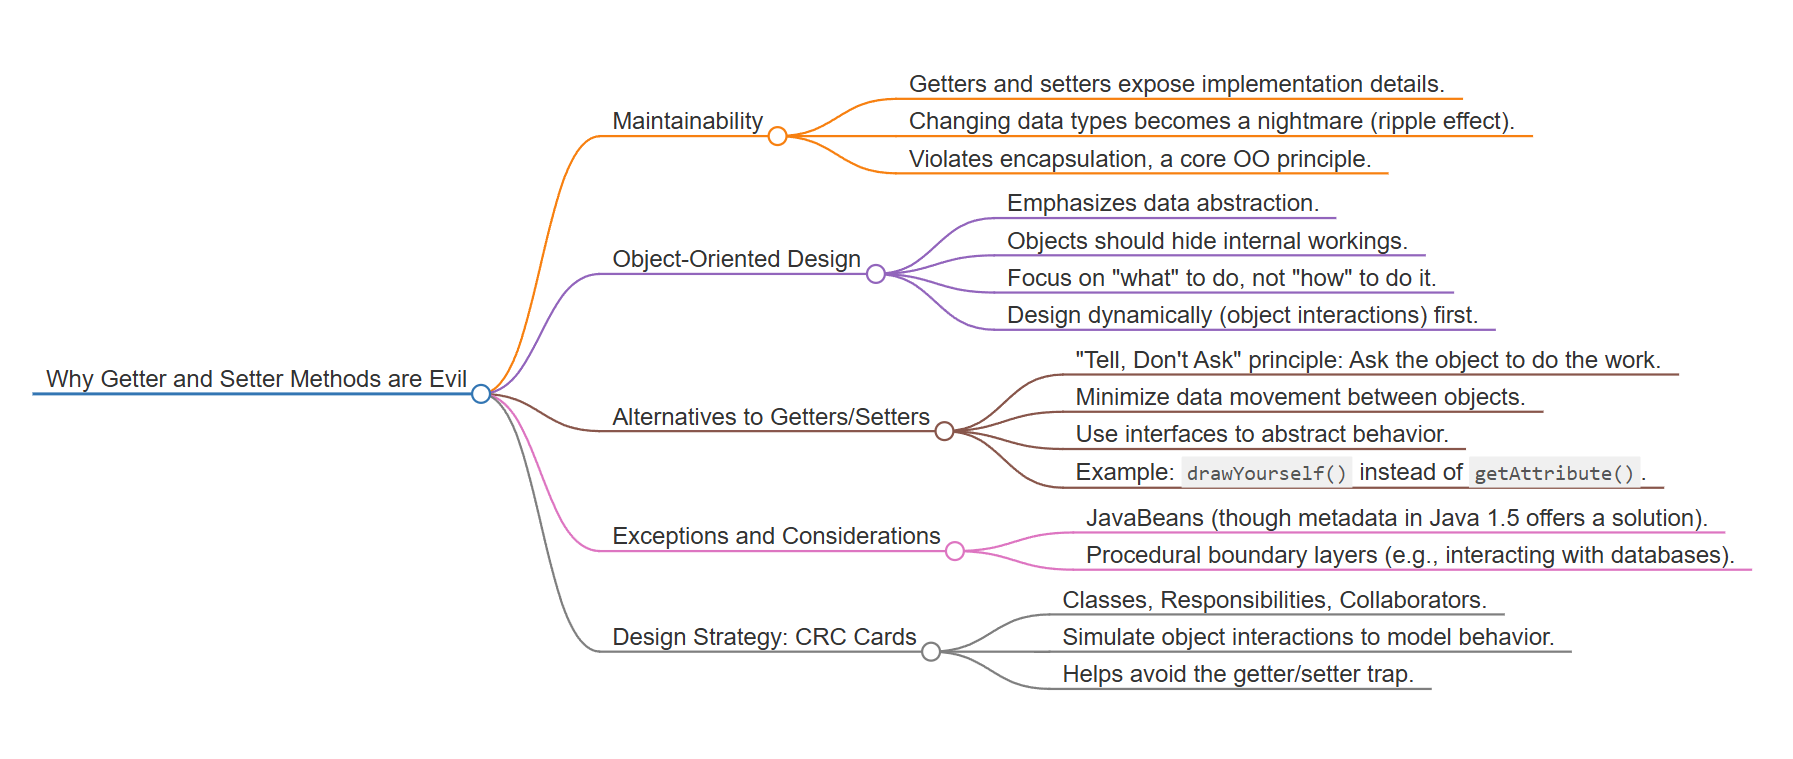 Why Getter and Setter Methods are Evil
Maintainability
Getters and setters expose implementation details.
Changing data types becomes a nightmare (ripple effect).
Violates encapsulation, a core OO principle.
Object-Oriented Design
Emphasizes data abstraction.
Objects should hide internal workings.
Focus on "what" to do, not "how" to do it.
Design dynamically (object interactions) first.
Alternatives to Getters/Setters
"Tell, Don't Ask" principle: Ask the object to do the work.
Minimize data movement between objects.
Use interfaces to abstract behavior.
Example: drawYourself() instead of getAttribute().
Exceptions and Considerations
JavaBeans (though metadata in Java 1.5 offers a solution).
Procedural boundary layers (e.g., interacting with databases).
Design Strategy: CRC Cards
Classes, Responsibilities, Collaborators.
Simulate object interactions to model behavior.
Helps avoid the getter/setter trap.